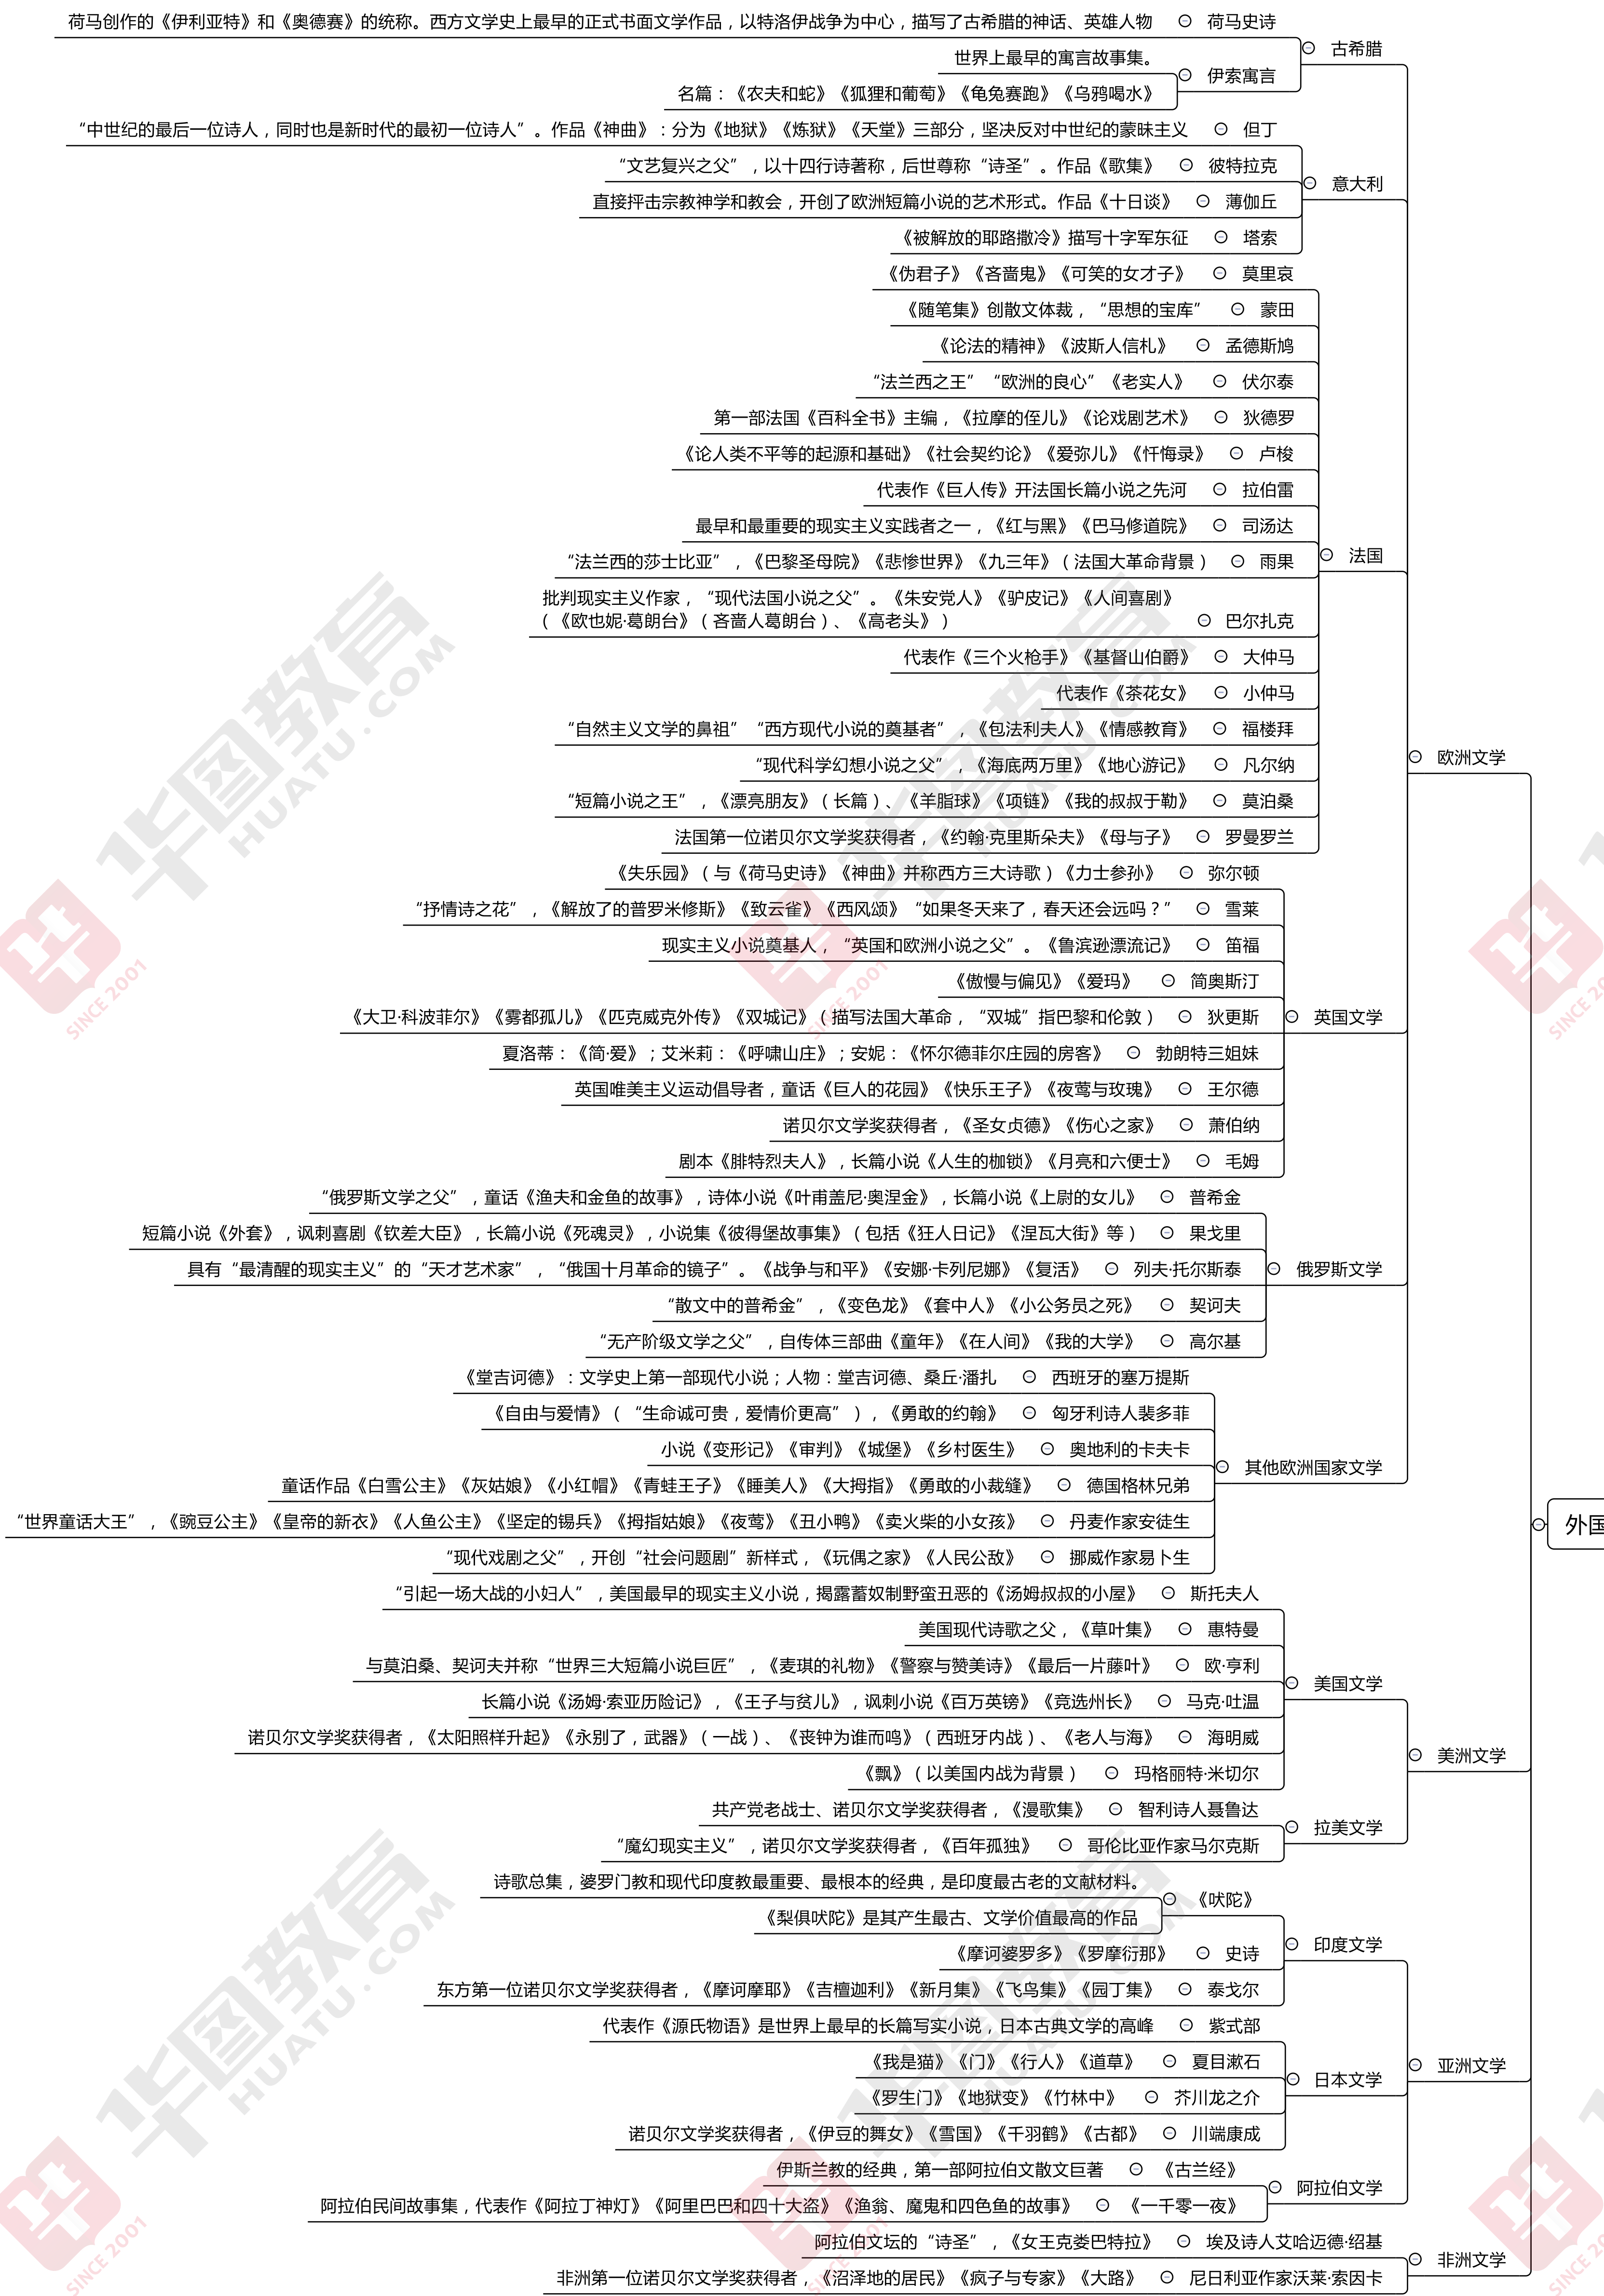 荷马创作的《伊利亚特》和《奥德赛》的统称。西方文学史上最早的正式书面文学作品，以特洛伊战争为中心，描写了古希腊的神话、英雄人物 荷马史诗
古希腊
世界上最早的寓言故事集。
伊索寓言
名篇：《农夫和蛇》《狐狸和葡萄》《龟兔赛跑》《乌鸦喝水》
“中世纪的最后一位诗人，同时也是新时代的最初一位诗人”。作品《神曲》：分为《地狱》《炼狱》《天堂》三部分，坚决反对中世纪的蒙昧主义 但丁
“文艺复兴之父”，以十四行诗著称，后世尊称“诗圣”。作品《歌集》 彼特拉克
意大利
直接抨击宗教神学和教会，开创了欧洲短篇小说的艺术形式。作品《十日谈》 薄伽丘
《被解放的耶路撒冷》描写十字军东征 塔索
《伪君子》《吝啬鬼》《可笑的女才子》 莫里哀
《随笔集》创散文体裁，“思想的宝库” 蒙田
《论法的精神》《波斯人信札》 孟德斯鸠
“法兰西之王”“欧洲的良心”《老实人》 伏尔泰
第一部法国《百科全书》主编，《拉摩的侄儿》《论戏剧艺术》 狄德罗
《论人类不平等的起源和基础》《社会契约论》《爱弥儿》《忏悔录》 卢梭
代表作《巨人传》开法国长篇小说之先河 拉伯雷
最早和最重要的现实主义实践者之一，《红与黑》《巴马修道院》 司汤达
法国
“法兰西的莎士比亚”，《巴黎圣母院》《悲惨世界》《九三年》（法国大革命背景） 雨果
批判现实主义作家，“现代法国小说之父”。《朱安党人》《驴皮记》《人间喜剧》
（《欧也妮·葛朗台》（吝啬人葛朗台）、《高老头》） 巴尔扎克
代表作《三个火枪手》《基督山伯爵》 大仲马
代表作《茶花女》 小仲马
“自然主义文学的鼻祖”“西方现代小说的奠基者”，《包法利夫人》《情感教育》 福楼拜
欧洲文学
“现代科学幻想小说之父”，《海底两万里》《地心游记》 凡尔纳
“短篇小说之王”，《漂亮朋友》（长篇）、《羊脂球》《项链》《我的叔叔于勒》 莫泊桑
法国第一位诺贝尔文学奖获得者，《约翰·克里斯朵夫》《母与子》 罗曼罗兰
《失乐园》（与《荷马史诗》《神曲》并称西方三大诗歌）《力士参孙》 弥尔顿
“抒情诗之花”，《解放了的普罗米修斯》《致云雀》《西风颂》“如果冬天来了，春天还会远吗？” 雪莱
现实主义小说奠基人，“英国和欧洲小说之父”。《鲁滨逊漂流记》 笛福
《傲慢与偏见》《爱玛》 简奥斯汀
《大卫·科波菲尔》《雾都孤儿》《匹克威克外传》《双城记》（描写法国大革命，“双城”指巴黎和伦敦） 狄更斯
英国文学
夏洛蒂：《简·爱》；艾米莉：《呼啸山庄》；安妮：《怀尔德菲尔庄园的房客》 勃朗特三姐妹
英国唯美主义运动倡导者，童话《巨人的花园》《快乐王子》《夜莺与玫瑰》 王尔德
诺贝尔文学奖获得者，《圣女贞德》《伤心之家》 萧伯纳
剧本《腓特烈夫人》，长篇小说《人生的枷锁》《月亮和六便士》 毛姆
“俄罗斯文学之父”，童话《渔夫和金鱼的故事》，诗体小说《叶甫盖尼·奥涅金》，长篇小说《上尉的女儿》 普希金
短篇小说《外套》，讽刺喜剧《钦差大臣》，长篇小说《死魂灵》，小说集《彼得堡故事集》（包括《狂人日记》《涅瓦大街》等） 果戈里
具有“最清醒的现实主义”的“天才艺术家”，“俄国十月革命的镜子”。《战争与和平》《安娜·卡列尼娜》《复活》 列夫·托尔斯泰
俄罗斯文学
“散文中的普希金”，《变色龙》《套中人》《小公务员之死》 契诃夫
“无产阶级文学之父”，自传体三部曲《童年》《在人间》《我的大学》 高尔基
《堂吉诃德》：文学史上第一部现代小说；人物：堂吉诃德、桑丘·潘扎 西班牙的塞万提斯
《自由与爱情》（“生命诚可贵，爱情价更高”），《勇敢的约翰》 匈牙利诗人裴多菲
小说《变形记》《审判》《城堡》《乡村医生》 奥地利的卡夫卡
其他欧洲国家文学
童话作品《白雪公主》《灰姑娘》《小红帽》《青蛙王子》《睡美人》《大拇指》《勇敢的小裁缝》 德国格林兄弟
“世界童话大王”，《豌豆公主》《皇帝的新衣》《人鱼公主》《坚定的锡兵》《拇指姑娘》《夜莺》《丑小鸭》《卖火柴的小女孩》 丹麦作家安徒生
外国
“现代戏剧之父”，开创“社会问题剧”新样式，《玩偶之家》《人民公敌》 挪威作家易卜生
“引起一场大战的小妇人”，美国最早的现实主义小说，揭露蓄奴制野蛮丑恶的《汤姆叔叔的小屋》 斯托夫人
美国现代诗歌之父，《草叶集》 惠特曼
与莫泊桑、契诃夫并称“世界三大短篇小说巨匠”，《麦琪的礼物》《警察与赞美诗》《最后一片藤叶》 欧·亨利
美国文学
长篇小说《汤姆·索亚历险记》，《王子与贫儿》，讽刺小说《百万英镑》《竞选州长》 马克·吐温
诺贝尔文学奖获得者，《太阳照样升起》《永别了，武器》（一战）、《丧钟为谁而鸣》（西班牙内战）、《老人与海》 海明威
美洲文学
《飘》（以美国内战为背景） 玛格丽特·米切尔
共产党老战士、诺贝尔文学奖获得者，《漫歌集》 智利诗人聂鲁达
拉美文学
“魔幻现实主义”，诺贝尔文学奖获得者，《百年孤独》 哥伦比亚作家马尔克斯
诗歌总集，婆罗门教和现代印度教最重要、最根本的经典，是印度最古老的文献材料。
《吠陀》
《梨俱吠陀》是其产生最古、文学价值最高的作品
印度文学
《摩诃婆罗多》《罗摩衍那》 史诗
东方第一位诺贝尔文学奖获得者，《摩诃摩耶》《吉檀迦利》《新月集》《飞鸟集》《园丁集》 泰戈尔
代表作《源氏物语》是世界上最早的长篇写实小说，日本古典文学的高峰 紫式部
《我是猫》《门》《行人》《道草》 夏目漱石
亚洲文学
日本文学
《罗生门》《地狱变》《竹林中》 芥川龙之介
诺贝尔文学奖获得者，《伊豆的舞女》《雪国》《千羽鹤》《古都》 川端康成
伊斯兰教的经典，第一部阿拉伯文散文巨著 《古兰经》
阿拉伯文学
阿拉伯民间故事集，代表作《阿拉丁神灯》《阿里巴巴和四十大盗》《渔翁、魔鬼和四色鱼的故事》 《一千零一夜》
阿拉伯文坛的“诗圣”，《女王克娄巴特拉》 埃及诗人艾哈迈德·绍基
非洲文学
非洲第一位诺贝尔文学奖获得者，《沼泽地的居民》《疯子与专家》《大路》 尼日利亚作家沃莱·索因卡
华图教育
HUATU.COM
SINCE 2001
华图教育
HUATU.COM
SINCE 2001
SINCE 20
华图教育
HUATU.COM
SINCE 2001
华图教育
HUATU.COM
SINCE 2001
SINCE 20